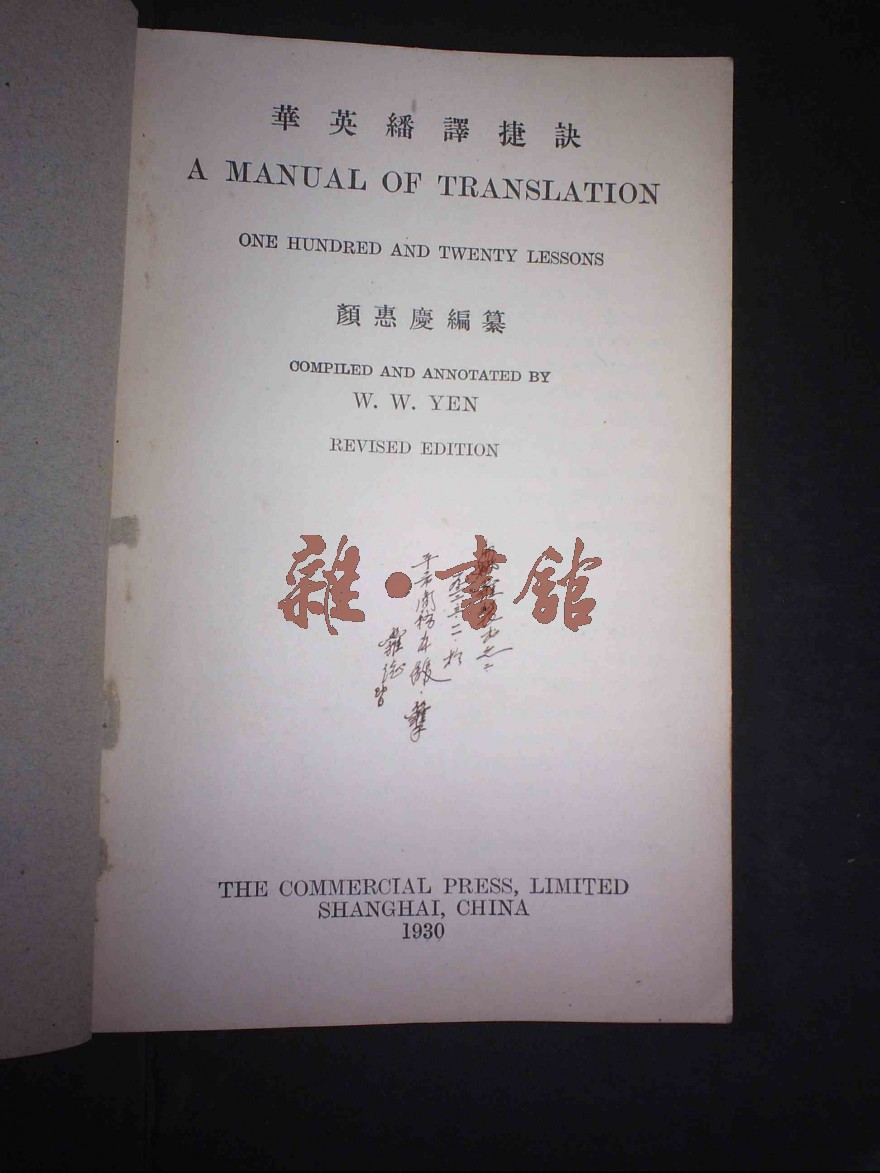 華英繙譯捷訣
A MANUAL OF TRANSLATION
ONE HUNDRED AND TWENTY LESSONS
顏惠慶編纂
COMPILED AND ANNOTATED BY
W. W. YEN
REVISED EDITION
雜·書館
THE COMMERCIAL PRESS, LIMITED
SHANGHAI, CHINA
1930